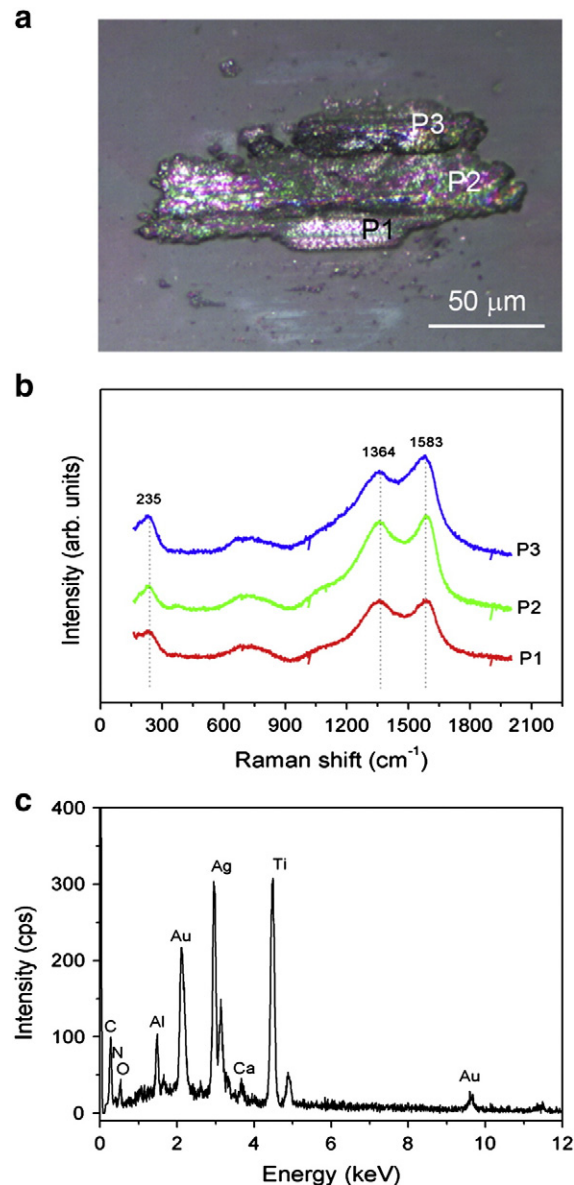 a
P3
P2
P1
50 μm
b
Intensity (arb. units)
235
1364
1583
P3
P2
P1
0 300 600 900 1200 1500 1800 2100
Raman shift (cm⁻¹)
c
Intensity (cps)
400
300
200
100
0
C
N
O
Al
Au
Ag
Ca
Ti
Au
0 2 4 6 8 10 12
Energy (keV)